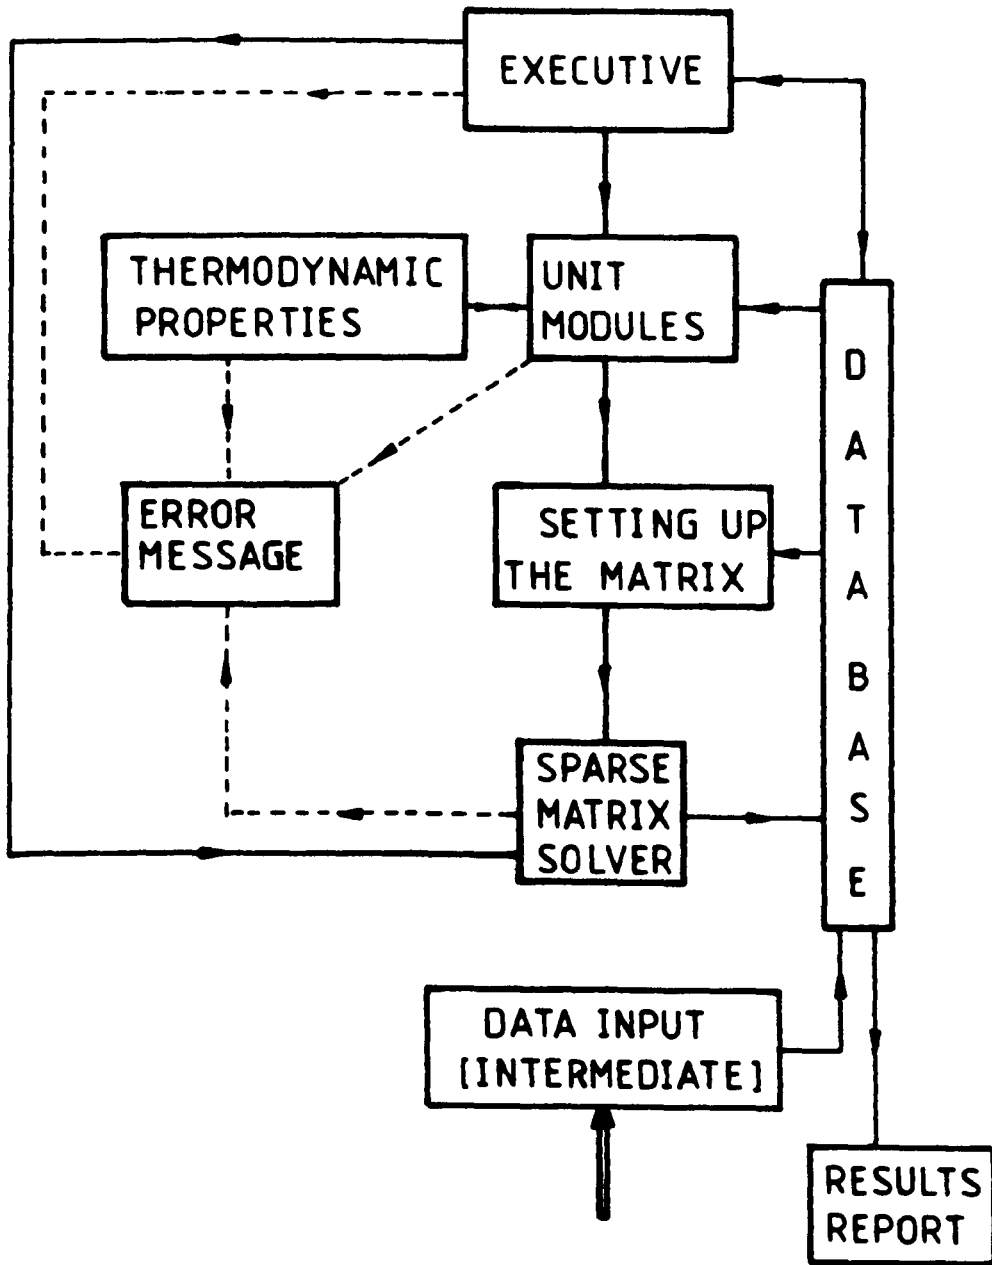 EXECUTIVE
THERMODYNAMIC
PROPERTIES
UNIT
MODULES
DATABASE
ERROR
MESSAGE
SETTING UP
THE MATRIX
SPARSE
MATRIX
SOLVER
DATA INPUT
[INTERMEDIATE]
RESULTS
REPORT